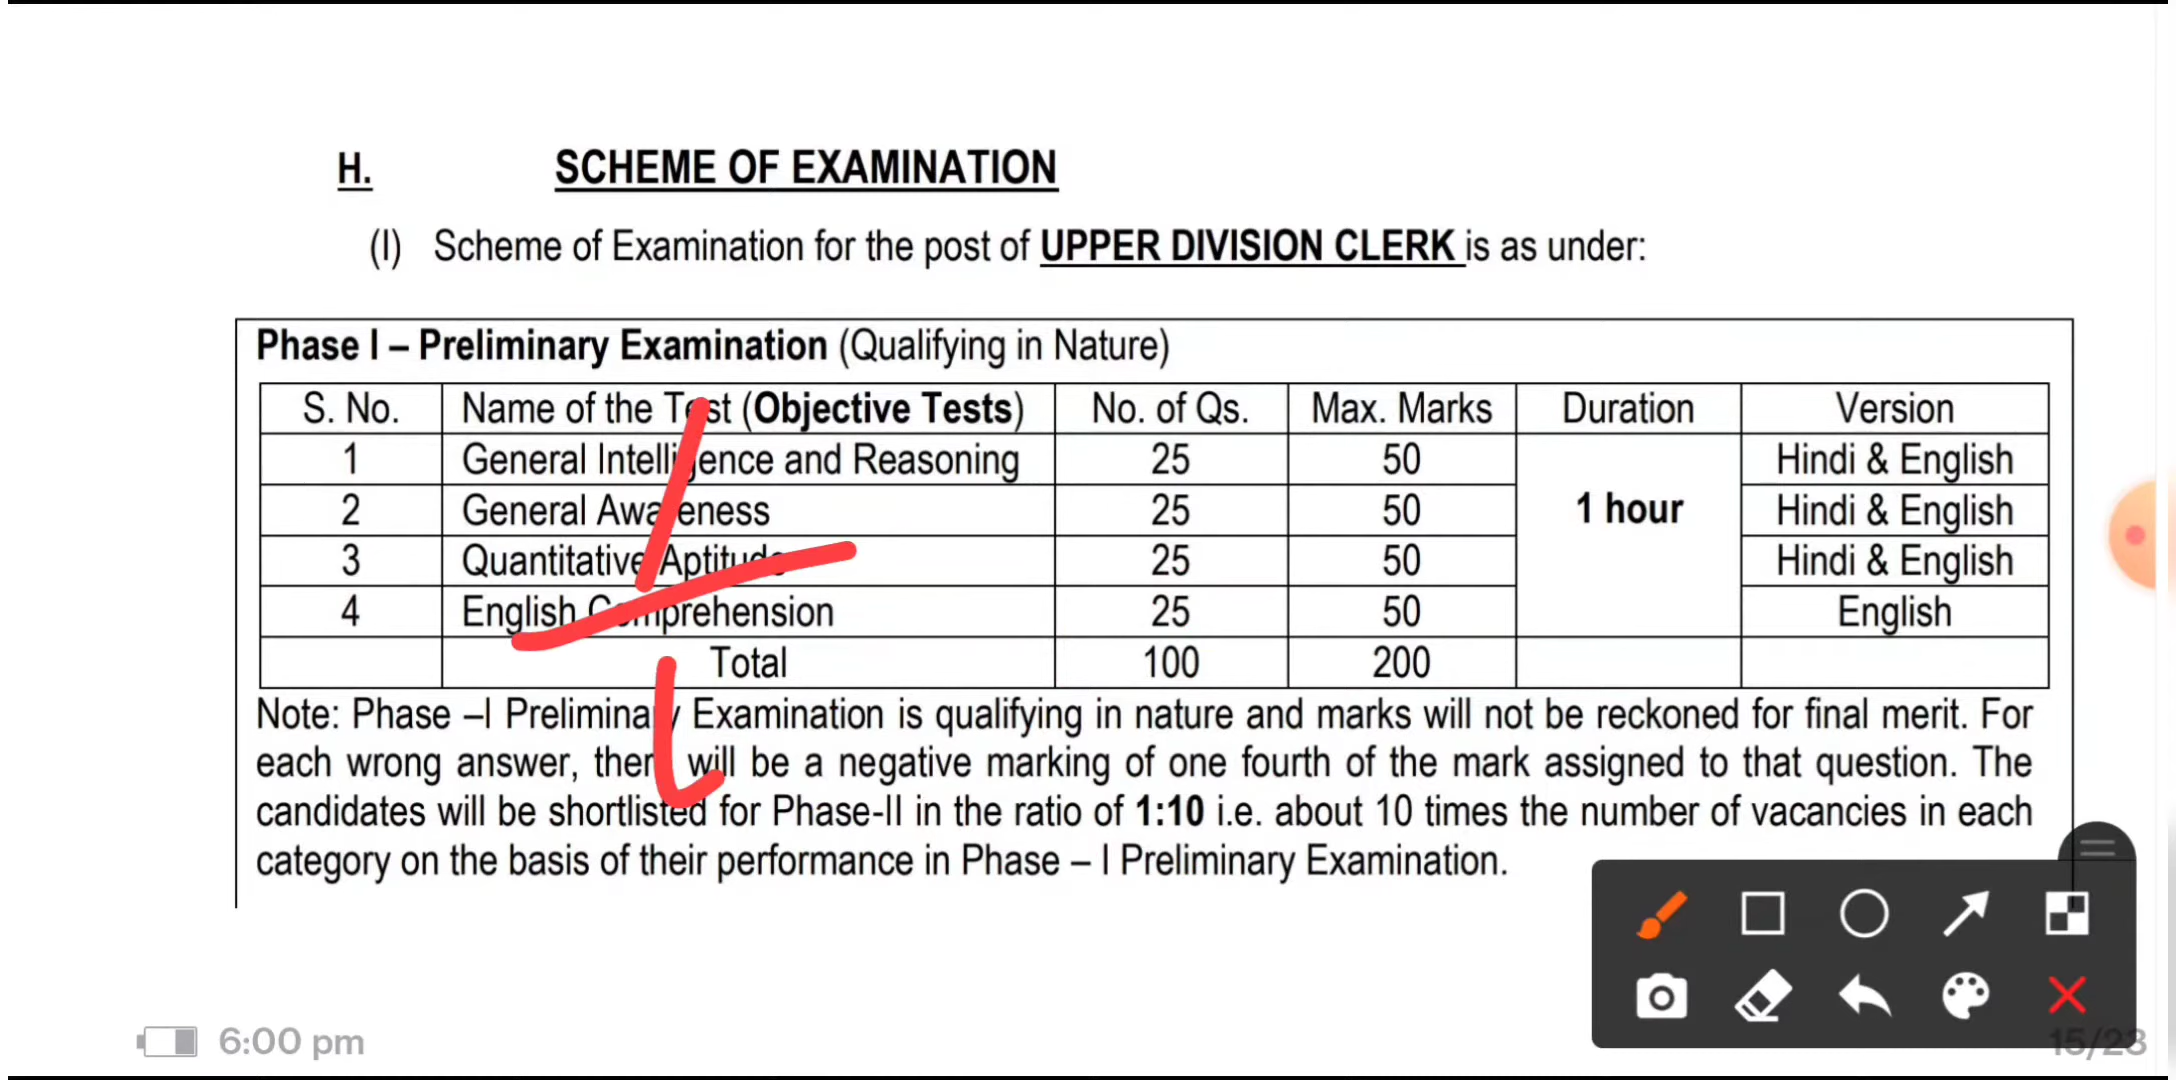 H. SCHEME OF EXAMINATION
(I) Scheme of Examination for the post of UPPER DIVISION CLERK is as under:
Phase I – Preliminary Examination (Qualifying in Nature)
S. No. Name of the Test (Objective Tests) No. of Qs. Max. Marks Duration Version
1 General Intelligence and Reasoning 25 50 1 hour Hindi & English
2 General Awareness 25 50 Hindi & English
3 Quantitative Aptitude 25 50 Hindi & English
4 English Comprehension 25 50 English
Total 100 200
Note: Phase –I Preliminary Examination is qualifying in nature and marks will not be reckoned for final merit. For
each wrong answer, there will be a negative marking of one fourth of the mark assigned to that question. The
candidates will be shortlisted for Phase-II in the ratio of 1:10 i.e. about 10 times the number of vacancies in each
category on the basis of their performance in Phase – I Preliminary Examination.
6:00 pm
15/23